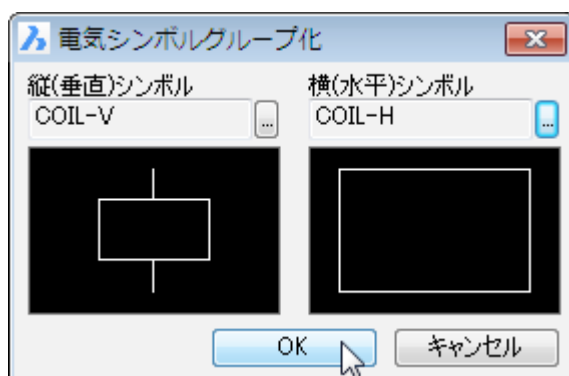 電気シンボルグループ化
縦(垂直)シンボル
横(水平)シンボル
COIL-V
...
COIL-H
...
OK
キャンセル